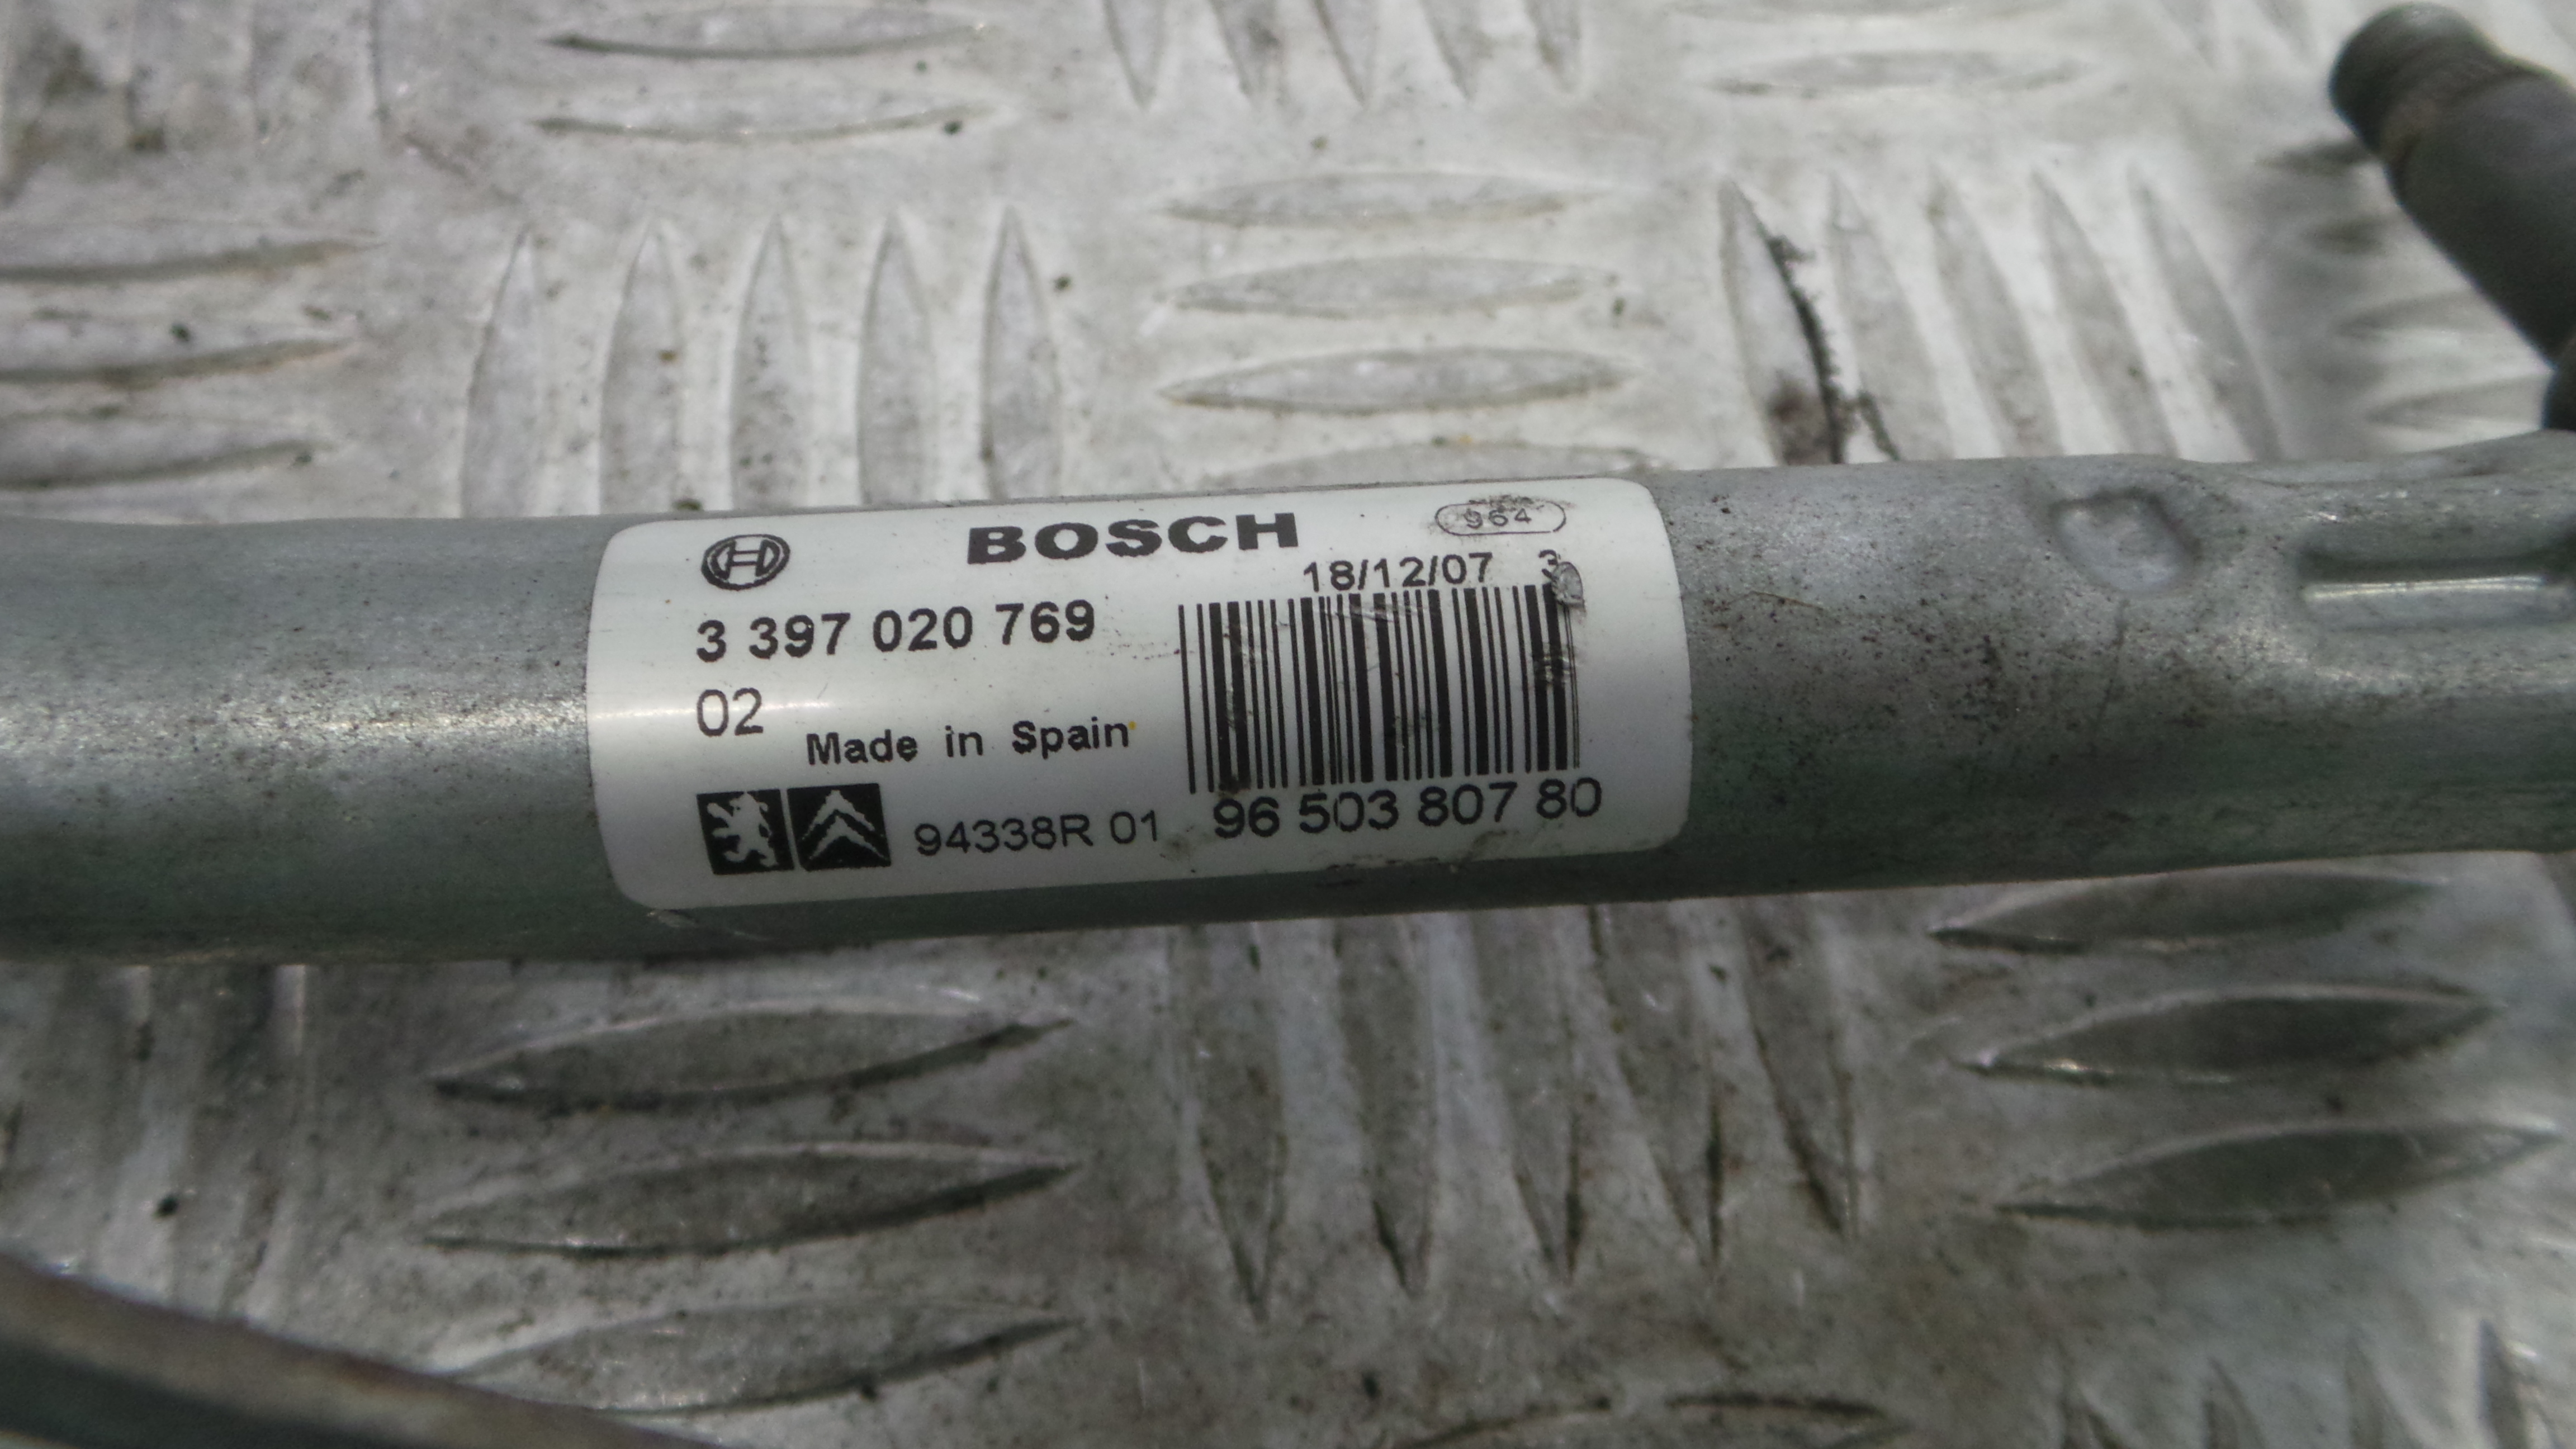 BOSCH
964
18/12/07 3
3 397 020 769
02
Made in Spain
94338R 01
96 503 807 80